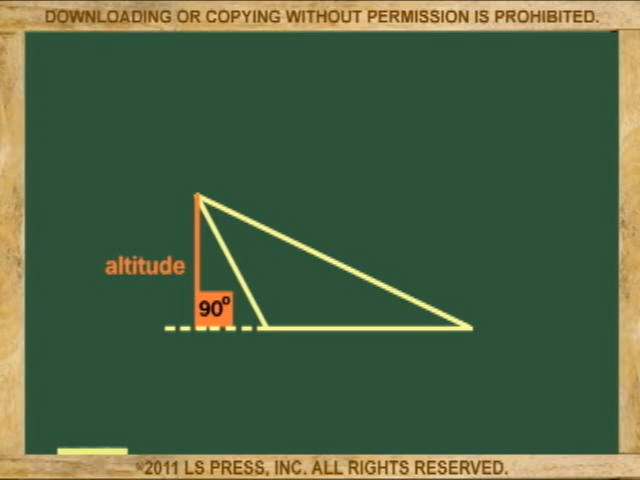 DOWNLOADING OR COPYING WITHOUT PERMISSION IS PROHIBITED.
altitude
90°
©2011 LS PRESS, INC. ALL RIGHTS RESERVED.